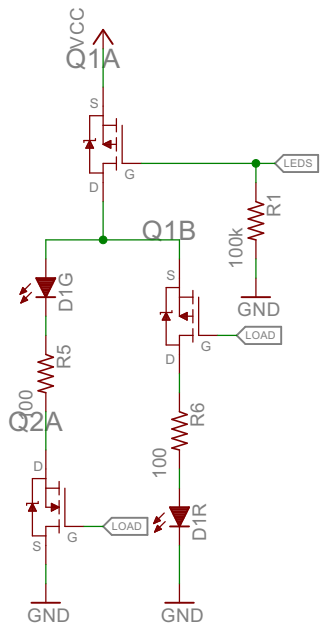 VCC
Q1A
S
D
G
LEDS
R1
100k
GND
Q1B
S
D
G
LOAD
D1G
R5
100
Q2A
D
S
G
LOAD
R6
100
D1R
GND
GND